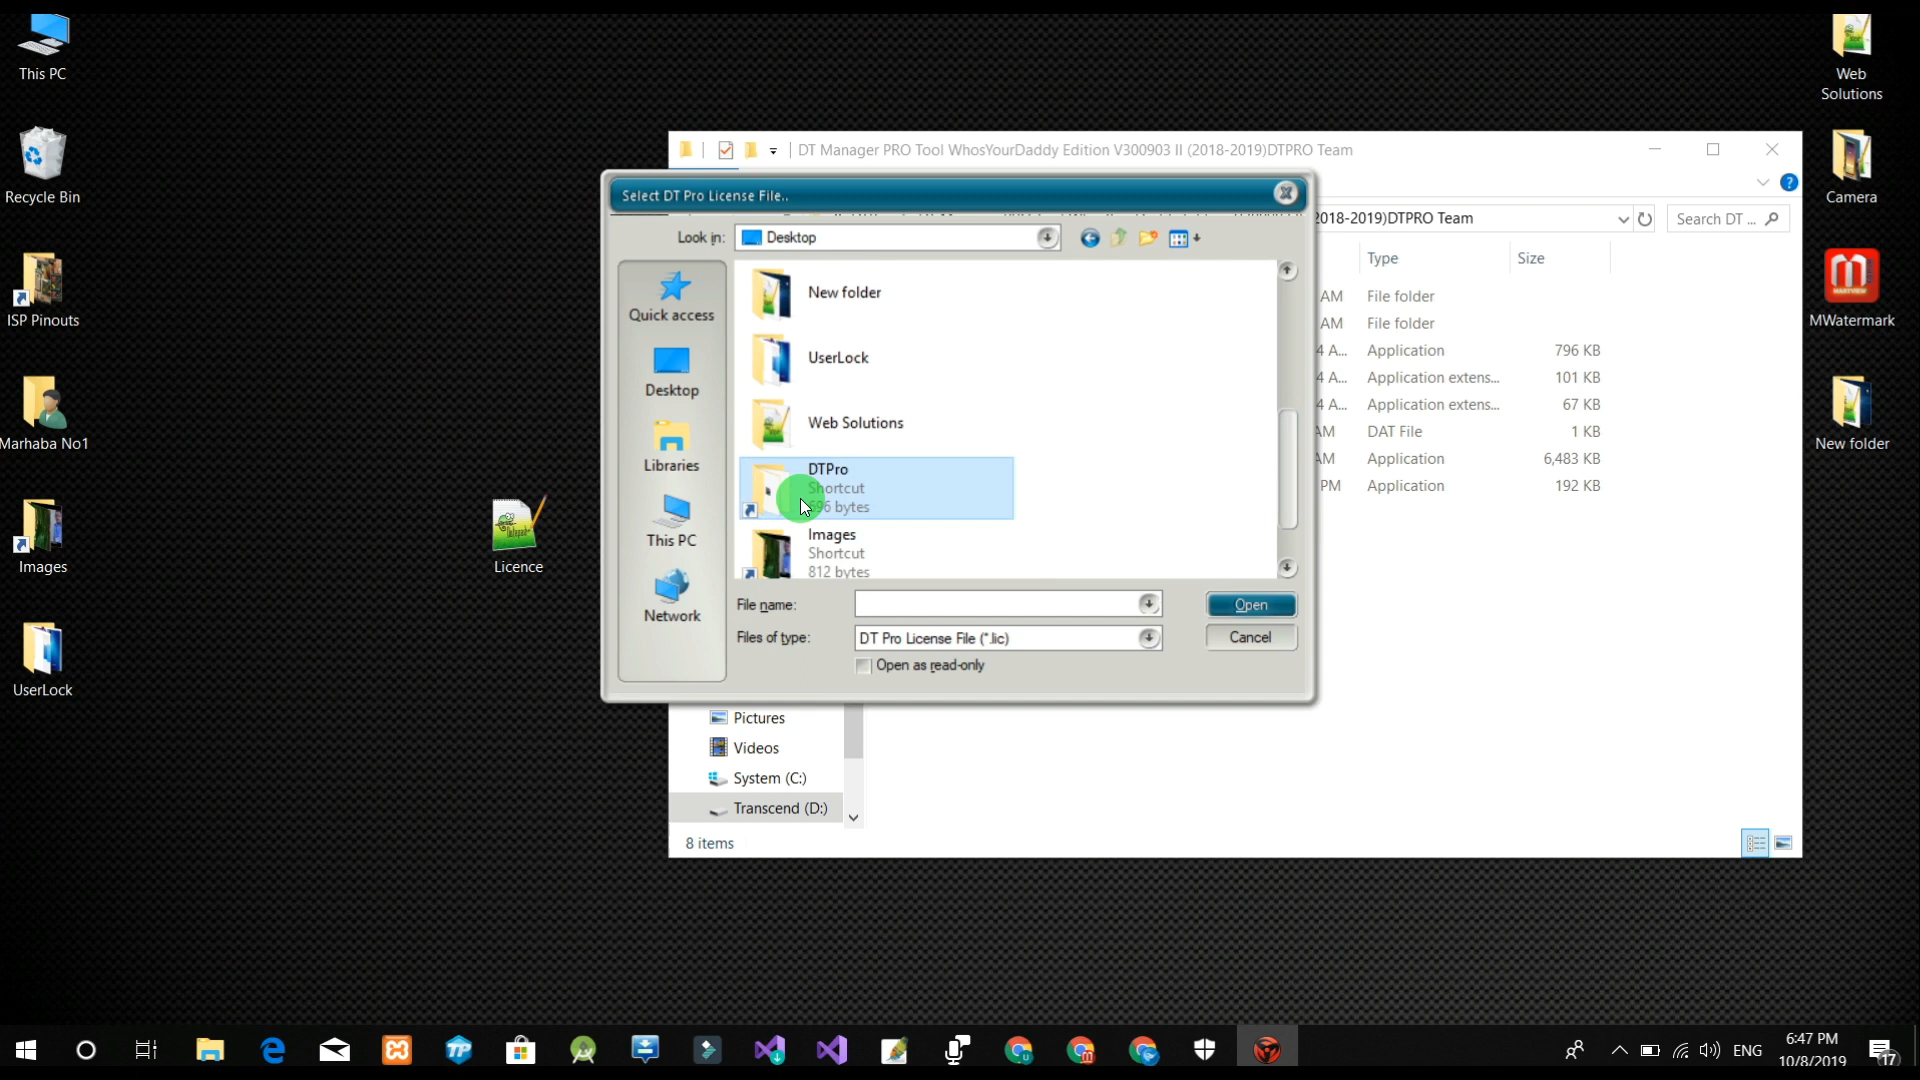 This PC
Recycle Bin
ISP Pinouts
Marhaba No1
Images
UserLock
Licence
Web
Solutions
Camera
MWatermark
New folder
DT Manager PRO Tool WhosYourDaddy Edition V300903 II (2018-2019)DTPRO Team
2018-2019)DTPRO Team
Search DT ...
Type Size
AM File folder
AM File folder
4 A... Application 796 KB
4 A... Application extens... 101 KB
4 A... Application extens... 67 KB
AM DAT File 1 KB
AM Application 6,483 KB
PM Application 192 KB
Select DT Pro License File..
Look in: Desktop
Quick access
Desktop
Libraries
This PC
Network
New folder
UserLock
Web Solutions
DTPro
Shortcut
696 bytes
Images
Shortcut
812 bytes
File name:
Open
Files of type: DT Pro License File (*.lic)
Cancel
Open as read-only
Pictures
Videos
System (C:)
Transcend (D:)
8 items
ENG
6:47 PM
10/8/2019
17